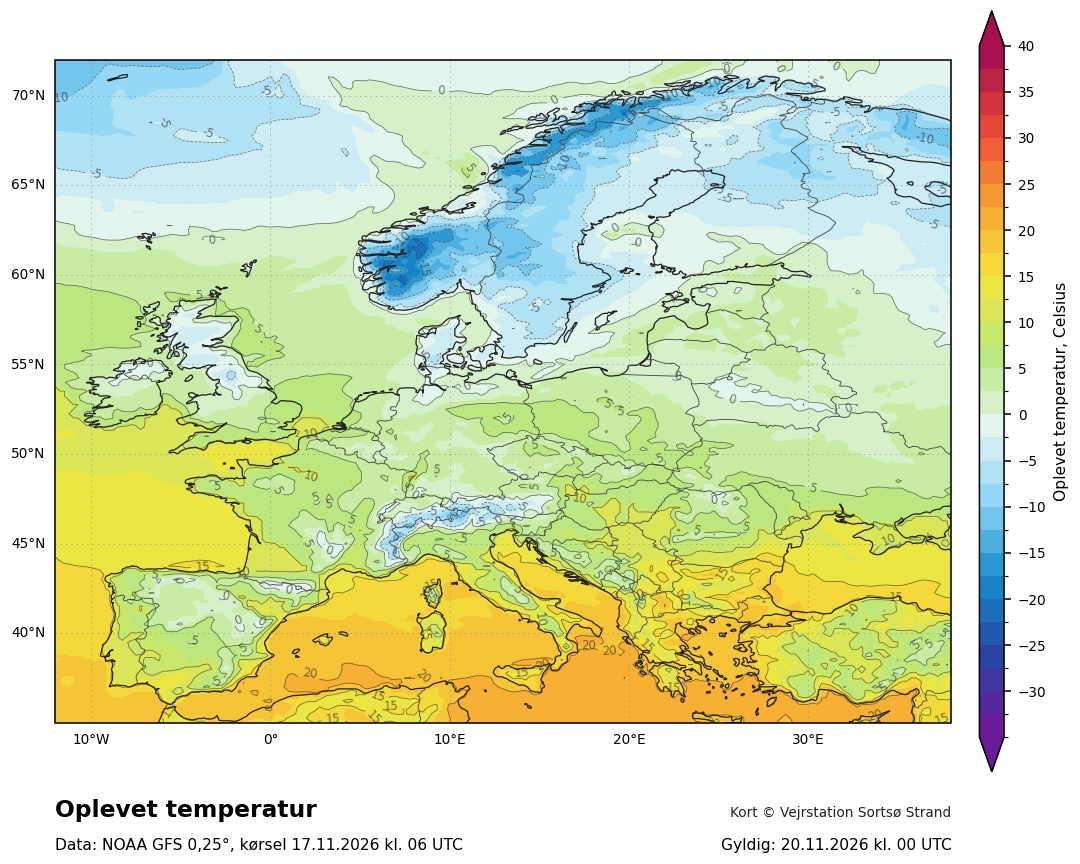 40
35
30
25
20
15
10
5
0
−5
−10
−15
−20
−25
−30
Oplevet temperatur, Celsius
70°N
65°N
60°N
55°N
50°N
45°N
40°N
10°W
0°
10°E
20°E
30°E
Oplevet temperatur
Kort © Vejrstation Sortsø Strand
Data: NOAA GFS 0,25°, kørsel 17.11.2026 kl. 06 UTC
Gyldig: 20.11.2026 kl. 00 UTC